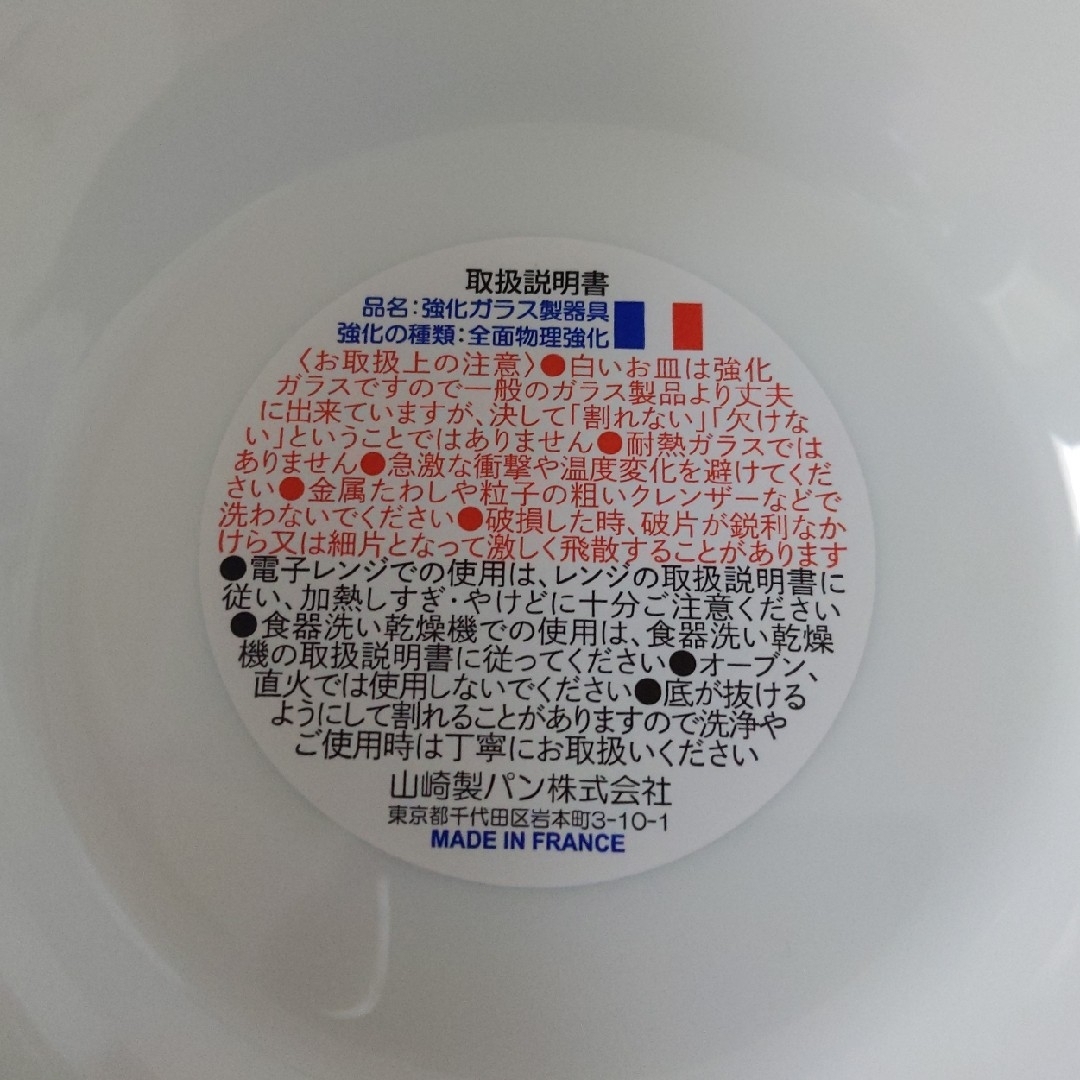 取扱説明書
品名:強化ガラス製器具
強化の種類:全面物理強化
〈お取扱上の注意〉●白いお皿は強化
ガラスですので一般のガラス製品より丈夫
に出来ていますが、決して「割れない」「欠けな
い」ということではありません●耐熱ガラスでは
ありません●急激な衝撃や温度変化を避けてくだ
さい●金属たわしや粒子の粗いクレンザーなどで
洗わないでください●破損した時、破片が鋭利なか
けら又は細片となって激しく飛散することがあります
●電子レンジでの使用は、レンジの取扱説明書に
従い、加熱しすぎ・やけどに十分ご注意ください
●食器洗い乾燥機での使用は、食器洗い乾燥
機の取扱説明書に従ってください●オーブン、
直火では使用しないでください●底が抜ける
ようにして割れることがありますので洗浄や
ご使用時は丁寧にお取扱いください
山崎製パン株式会社
東京都千代田区岩本町3-10-1
MADE IN FRANCE